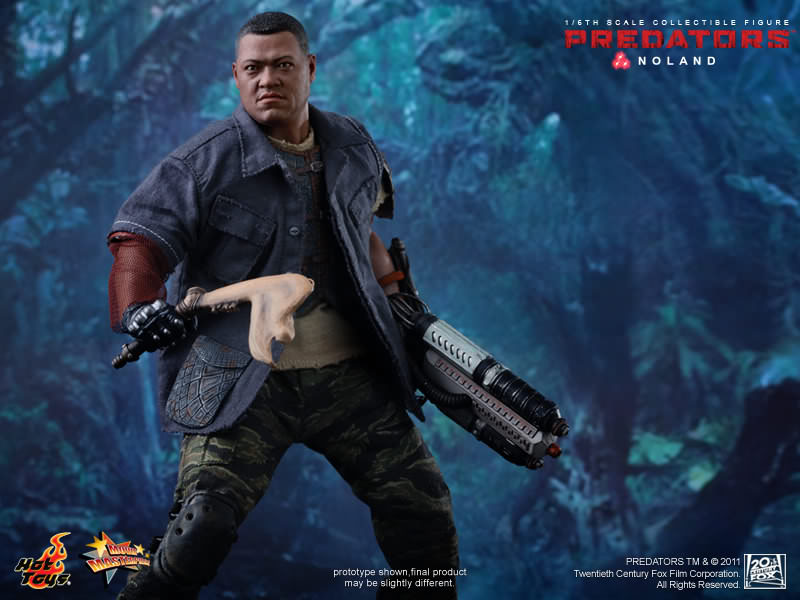 1/6TH SCALE COLLECTIBLE FIGURE
PREDATORS™
NOLAND
HOT TOYS
MOVIE MASTERPIECE
prototype shown,final product
may be slightly different.
PREDATORS TM & © 2011
Twentieth Century Fox Film Corporation.
All Rights Reserved.
20th
CENTURY
FOX